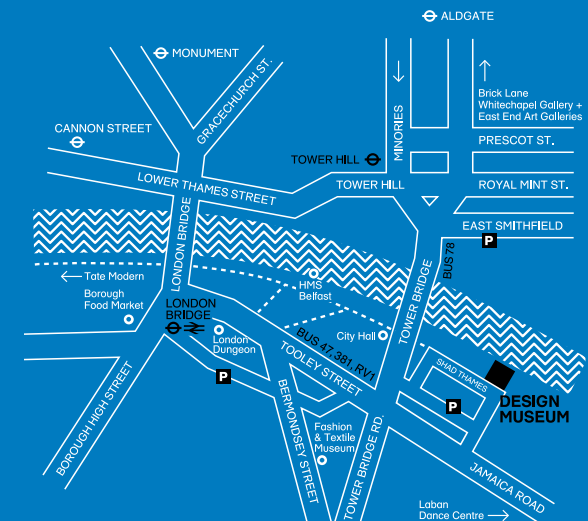 ALDGATE
MONUMENT
GRACECHURCH ST.
CANNON STREET
MINORIES
Brick Lane
Whitechapel Gallery +
East End Art Galleries
PRESCOT ST.
TOWER HILL
TOWER HILL
ROYAL MINT ST.
LOWER THAMES STREET
EAST SMITHFIELD
P
BUS 78
LONDON BRIDGE
TOWER BRIDGE
Tate Modern
HMS
Belfast
Borough
Food Market
LONDON
BRIDGE
London
Dungeon
BUS 47, 381, RV1
City Hall
TOOLEY STREET
SHAD THAMES
P
P
DESIGN
MUSEUM
BOROUGH HIGH STREET
BERMONDSEY STREET
Fashion
& Textile
Museum
TOWER BRIDGE RD.
JAMAICA ROAD
Laban
Dance Centre